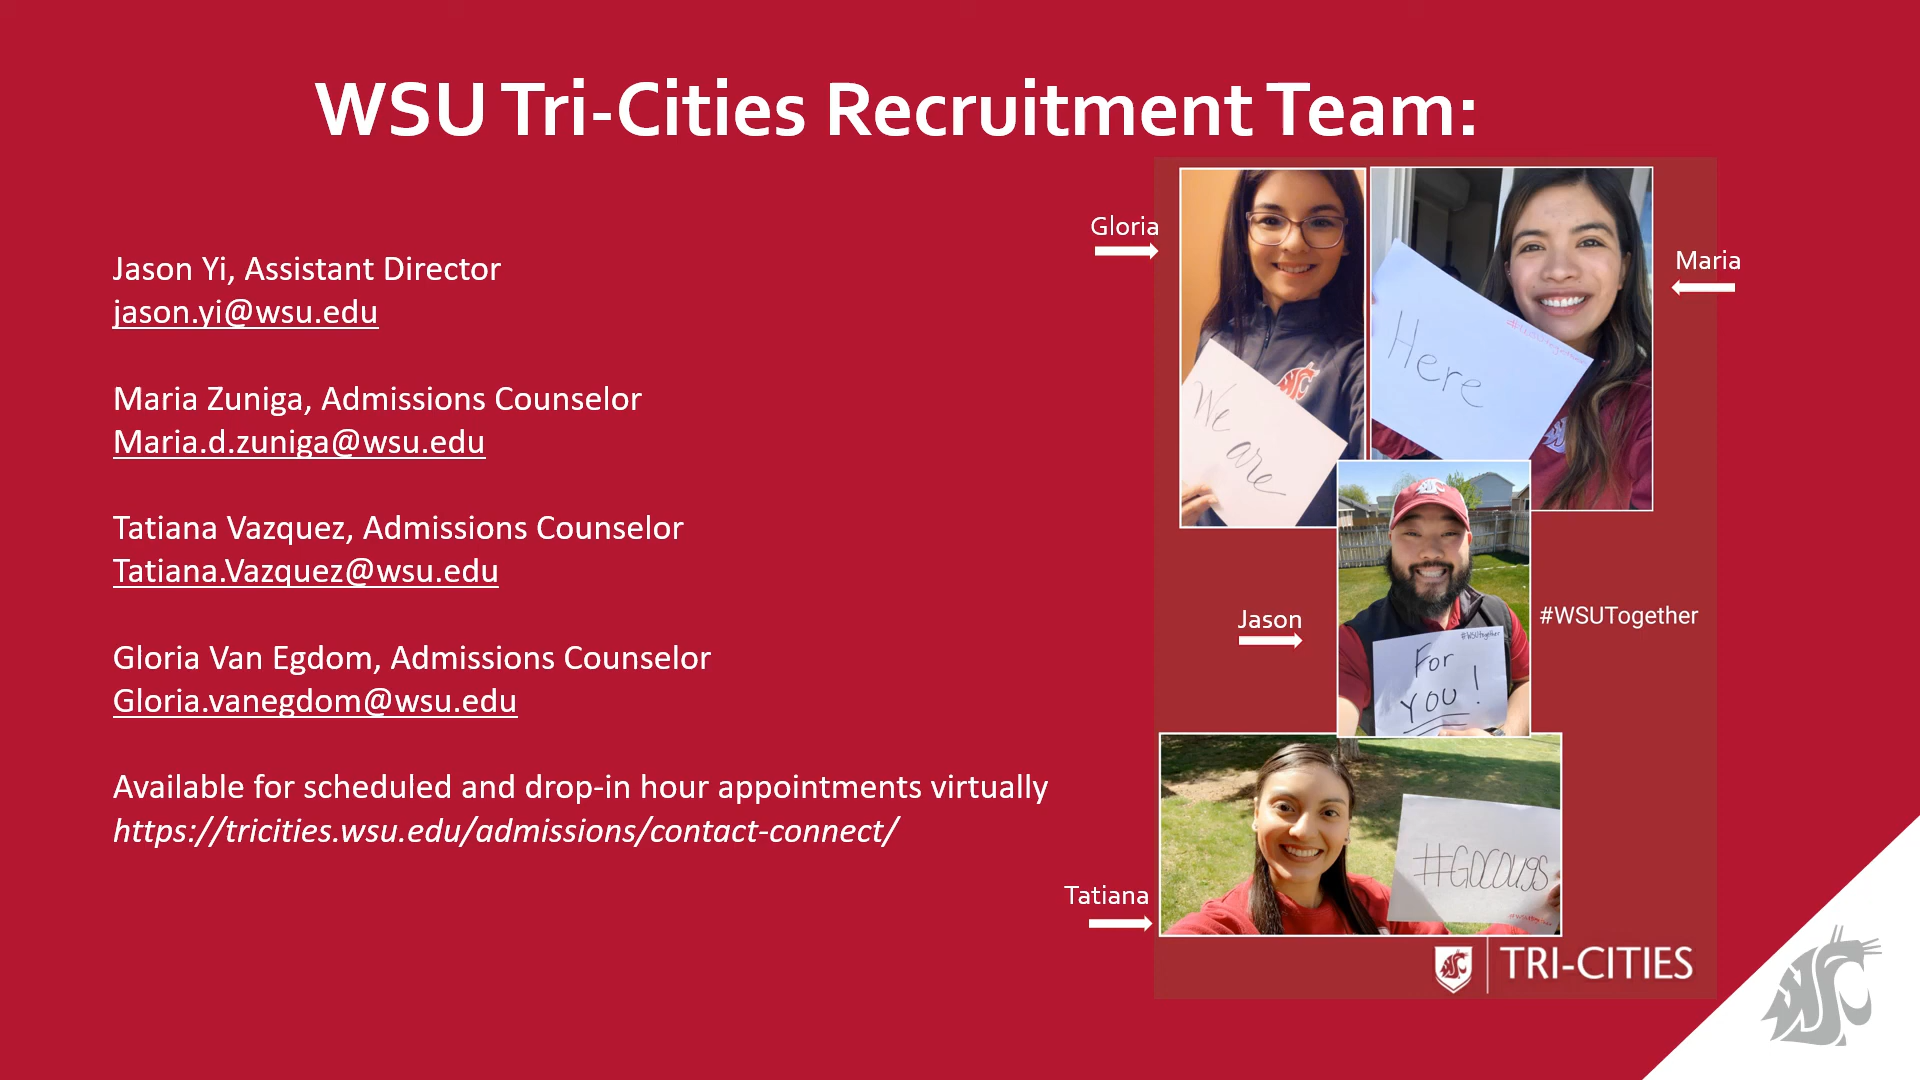 WSU Tri-Cities Recruitment Team:
Jason Yi, Assistant Director
jason.yi@wsu.edu
Maria Zuniga, Admissions Counselor
Maria.d.zuniga@wsu.edu
Tatiana Vazquez, Admissions Counselor
Tatiana.Vazquez@wsu.edu
Gloria Van Egdom, Admissions Counselor
Gloria.vanegdom@wsu.edu
Available for scheduled and drop-in hour appointments virtually
https://tricities.wsu.edu/admissions/contact-connect/
Gloria
Maria
We
are
Here
Jason
#WSUTogether
#WSUTogether
For
YOU!
Tatiana
#GOCOUGS
TRI-CITIES